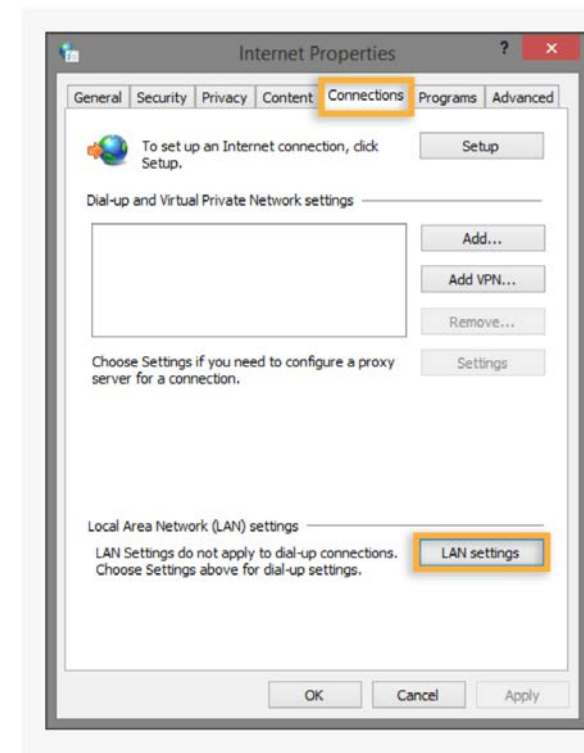 Internet Properties
?
×
General Security Privacy Content Connections Programs Advanced
To set up an Internet connection, click
Setup.
Setup
Dial-up and Virtual Private Network settings
Add...
Add VPN...
Remove...
Choose Settings if you need to configure a proxy
server for a connection.
Settings
Local Area Network (LAN) settings
LAN Settings do not apply to dial-up connections.
Choose Settings above for dial-up settings.
LAN settings
OK Cancel Apply